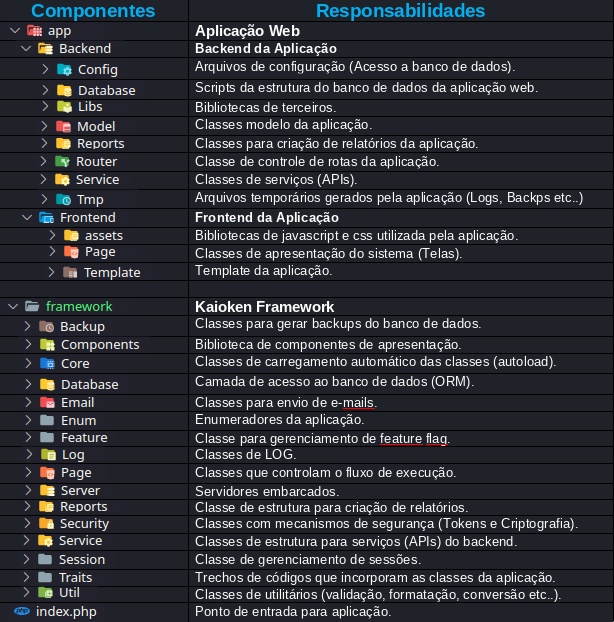 Componentes Responsabilidades
app Aplicação Web
Backend Backend da Aplicação
Config Arquivos de configuração (Acesso a banco de dados).
Database Scripts da estrutura do banco de dados da aplicação web.
Libs Bibliotecas de terceiros.
Model Classes modelo da aplicação.
Reports Classes para criação de relatórios da aplicação.
Router Classe de controle de rotas da aplicação.
Service Classes de serviços (APIs).
Tmp Arquivos temporários gerados pela aplicação (Logs, Backps etc..)
Frontend Frontend da Aplicação
assets Bibliotecas de javascript e css utilizada pela aplicação.
Page Classes de apresentação do sistema (Telas).
Template Template da aplicação.
framework Kaioken Framework
Backup Classes para gerar backups do banco de dados.
Components Biblioteca de componentes de apresentação.
Core Classes de carregamento automático das classes (autoload).
Database Camada de acesso ao banco de dados (ORM).
Email Classes para envio de e-mails.
Enum Enumeradores da aplicação.
Feature Classe para gerenciamento de feature flag.
Log Classes de LOG.
Page Classes que controlam o fluxo de execução.
Server Servidores embarcados.
Reports Classe de estrutura para criação de relatórios.
Security Classes com mecanismos de segurança (Tokens e Criptografia).
Service Classes de estrutura para serviços (APIs) do backend.
Session Classe de gerenciamento de sessões.
Traits Trechos de códigos que incorporam as classes da aplicação.
Util Classes de utilitários (validação, formatação, conversão etc..).
php index.php Ponto de entrada para aplicação.